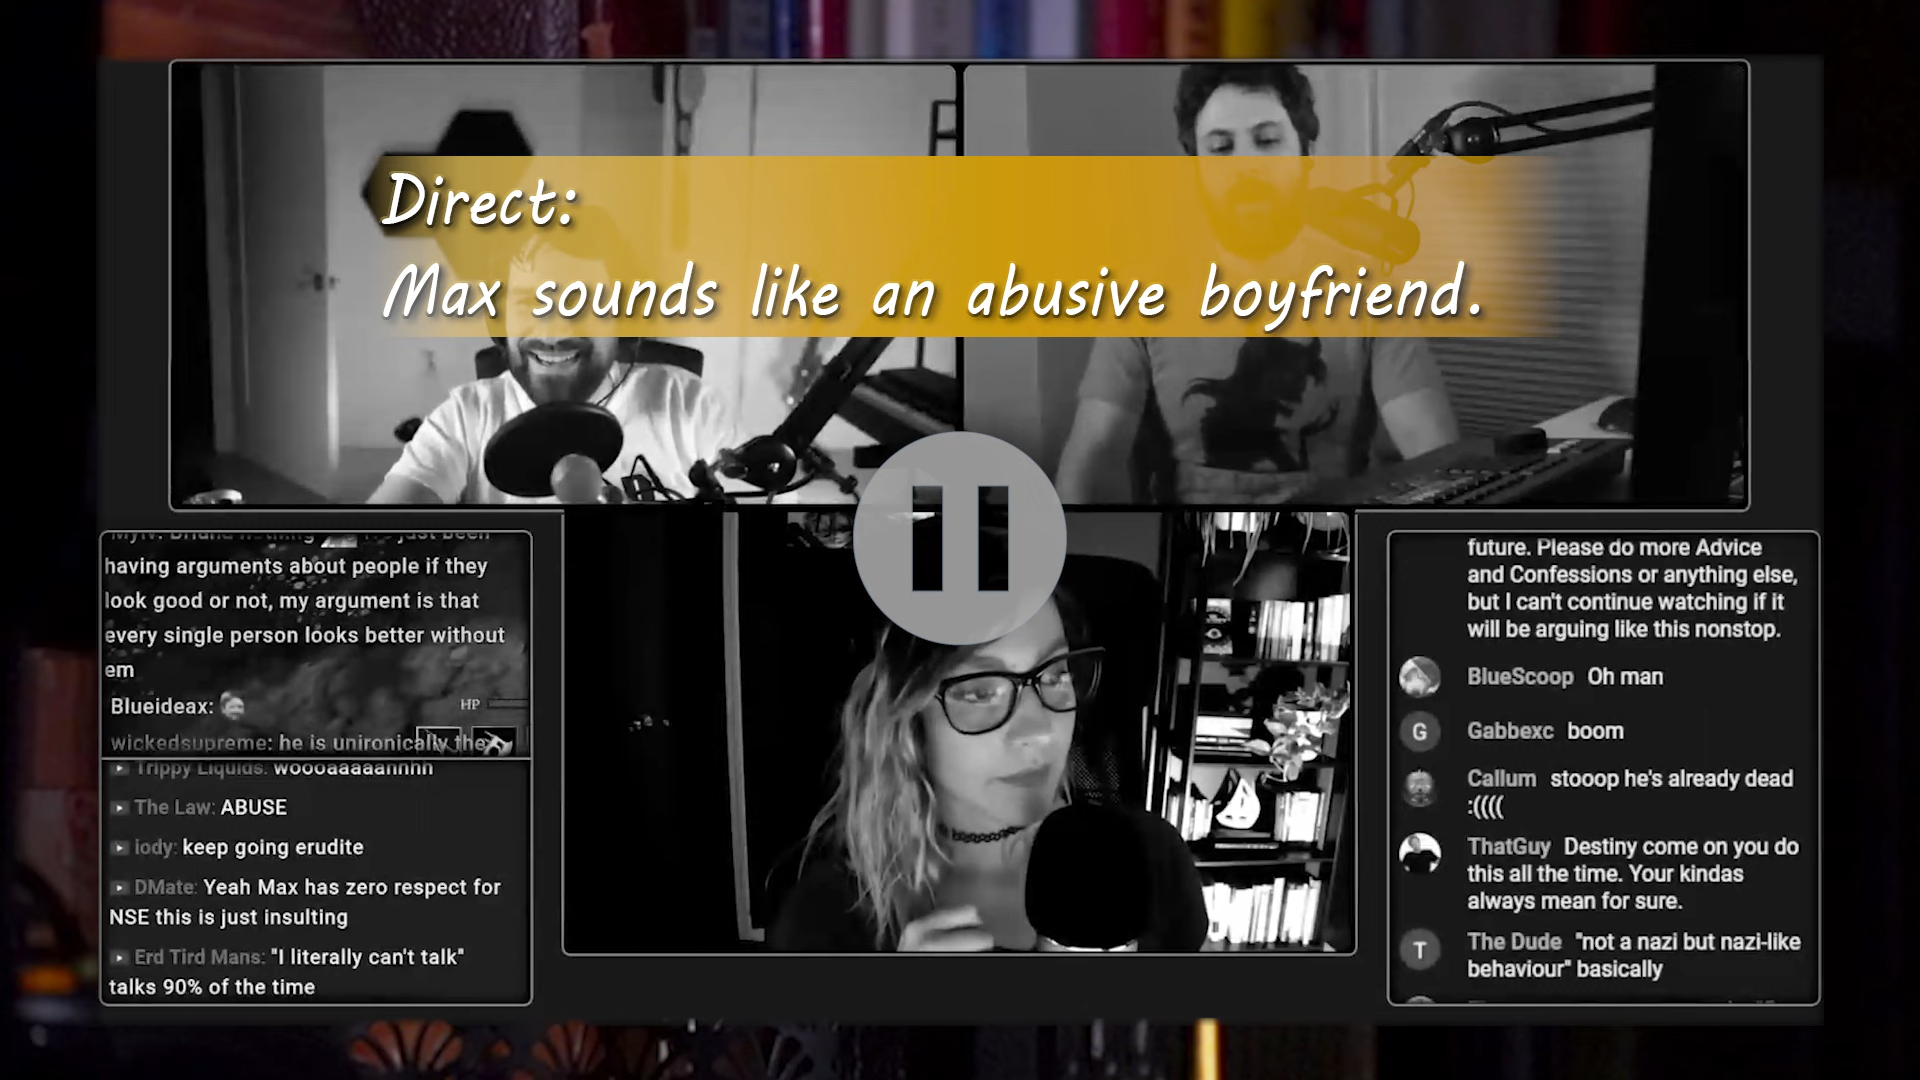 Direct:
Max sounds like an abusive boyfriend.
just been
having arguments about people if they
look good or not, my argument is that
every single person looks better without
em
Blueideax:
HP
wickedsupreme: he is unironically the
Trippy Liquids: woooaaaaannhh
The Law: ABUSE
iody: keep going erudite
DMate: Yeah Max has zero respect for
NSE this is just insulting
Erd Tird Mans: "I literally can't talk"
talks 90% of the time
future. Please do more Advice
and Confessions or anything else,
but I can't continue watching if it
will be arguing like this nonstop.
BlueScoop Oh man
G Gabbexc boom
Callum stooop he's already dead
:((((
ThatGuy Destiny come on you do
this all the time. Your kindas
always mean for sure.
T The Dude "not a nazi but nazi-like
behaviour" basically